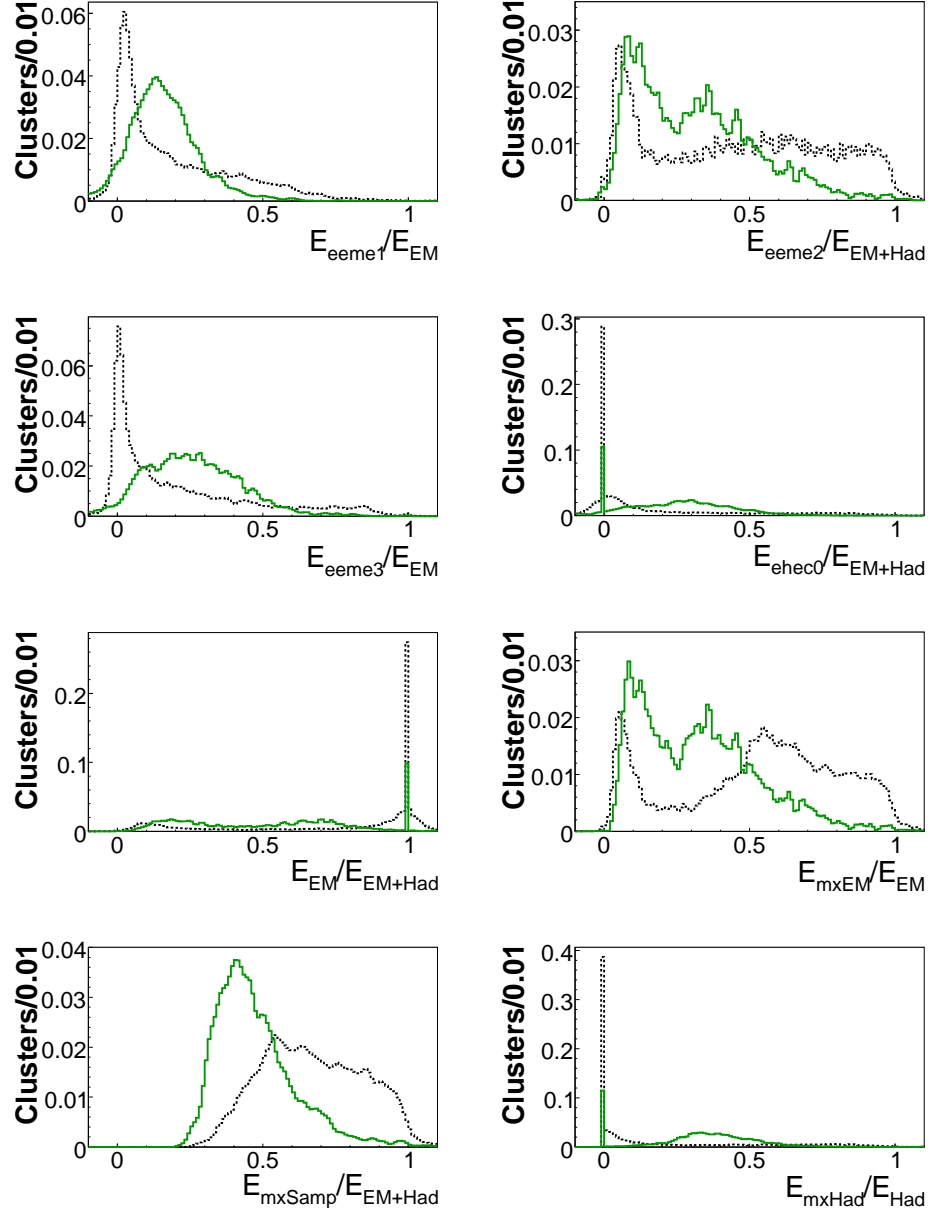 Clusters/0.01
0.06
0.04
0.02
0
0 0.5 1
E_eeme1/E_EM
Clusters/0.01
0.03
0.02
0.01
0
0 0.5 1
E_eeme2/E_EM+Had
Clusters/0.01
0.06
0.04
0.02
0
0 0.5 1
E_eeme3/E_EM
Clusters/0.01
0.3
0.2
0.1
0
0 0.5 1
E_ehec0/E_EM+Had
Clusters/0.01
0.2
0.1
0
0 0.5 1
E_EM/E_EM+Had
Clusters/0.01
0.03
0.02
0.01
0
0 0.5 1
E_mxEM/E_EM
Clusters/0.01
0.04
0.03
0.02
0.01
0
0 0.5 1
E_mxSamp/E_EM+Had
Clusters/0.01
0.4
0.3
0.2
0.1
0
0 0.5 1
E_mxHad/E_Had